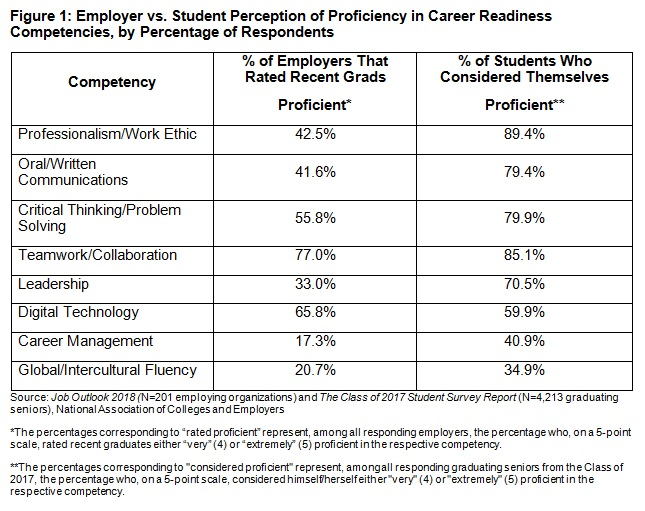 Figure 1: Employer vs. Student Perception of Proficiency in Career Readiness
Competencies, by Percentage of Respondents
Competency
% of Employers That
Rated Recent Grads
Proficient*
% of Students Who
Considered Themselves
Proficient**
Professionalism/Work Ethic 42.5% 89.4%
Oral/Written
Communications 41.6% 79.4%
Critical Thinking/Problem
Solving 55.8% 79.9%
Teamwork/Collaboration 77.0% 85.1%
Leadership 33.0% 70.5%
Digital Technology 65.8% 59.9%
Career Management 17.3% 40.9%
Global/Intercultural Fluency 20.7% 34.9%
Source: Job Outlook 2018 (N=201 employing organizations) and The Class of 2017 Student Survey Report (N=4,213 graduating
seniors), National Association of Colleges and Employers
*The percentages corresponding to “rated proficient” represent, among all responding employers, the percentage who, on a 5-point
scale, rated recent graduates either “very” (4) or “extremely” (5) proficient in the respective competency.
**The percentages corresponding to "considered proficient" represent, among all responding graduating seniors from the Class of
2017, the percentage who, on a 5-point scale, considered himself/herself either "very" (4) or "extremely" (5) proficient in the
respective competency.